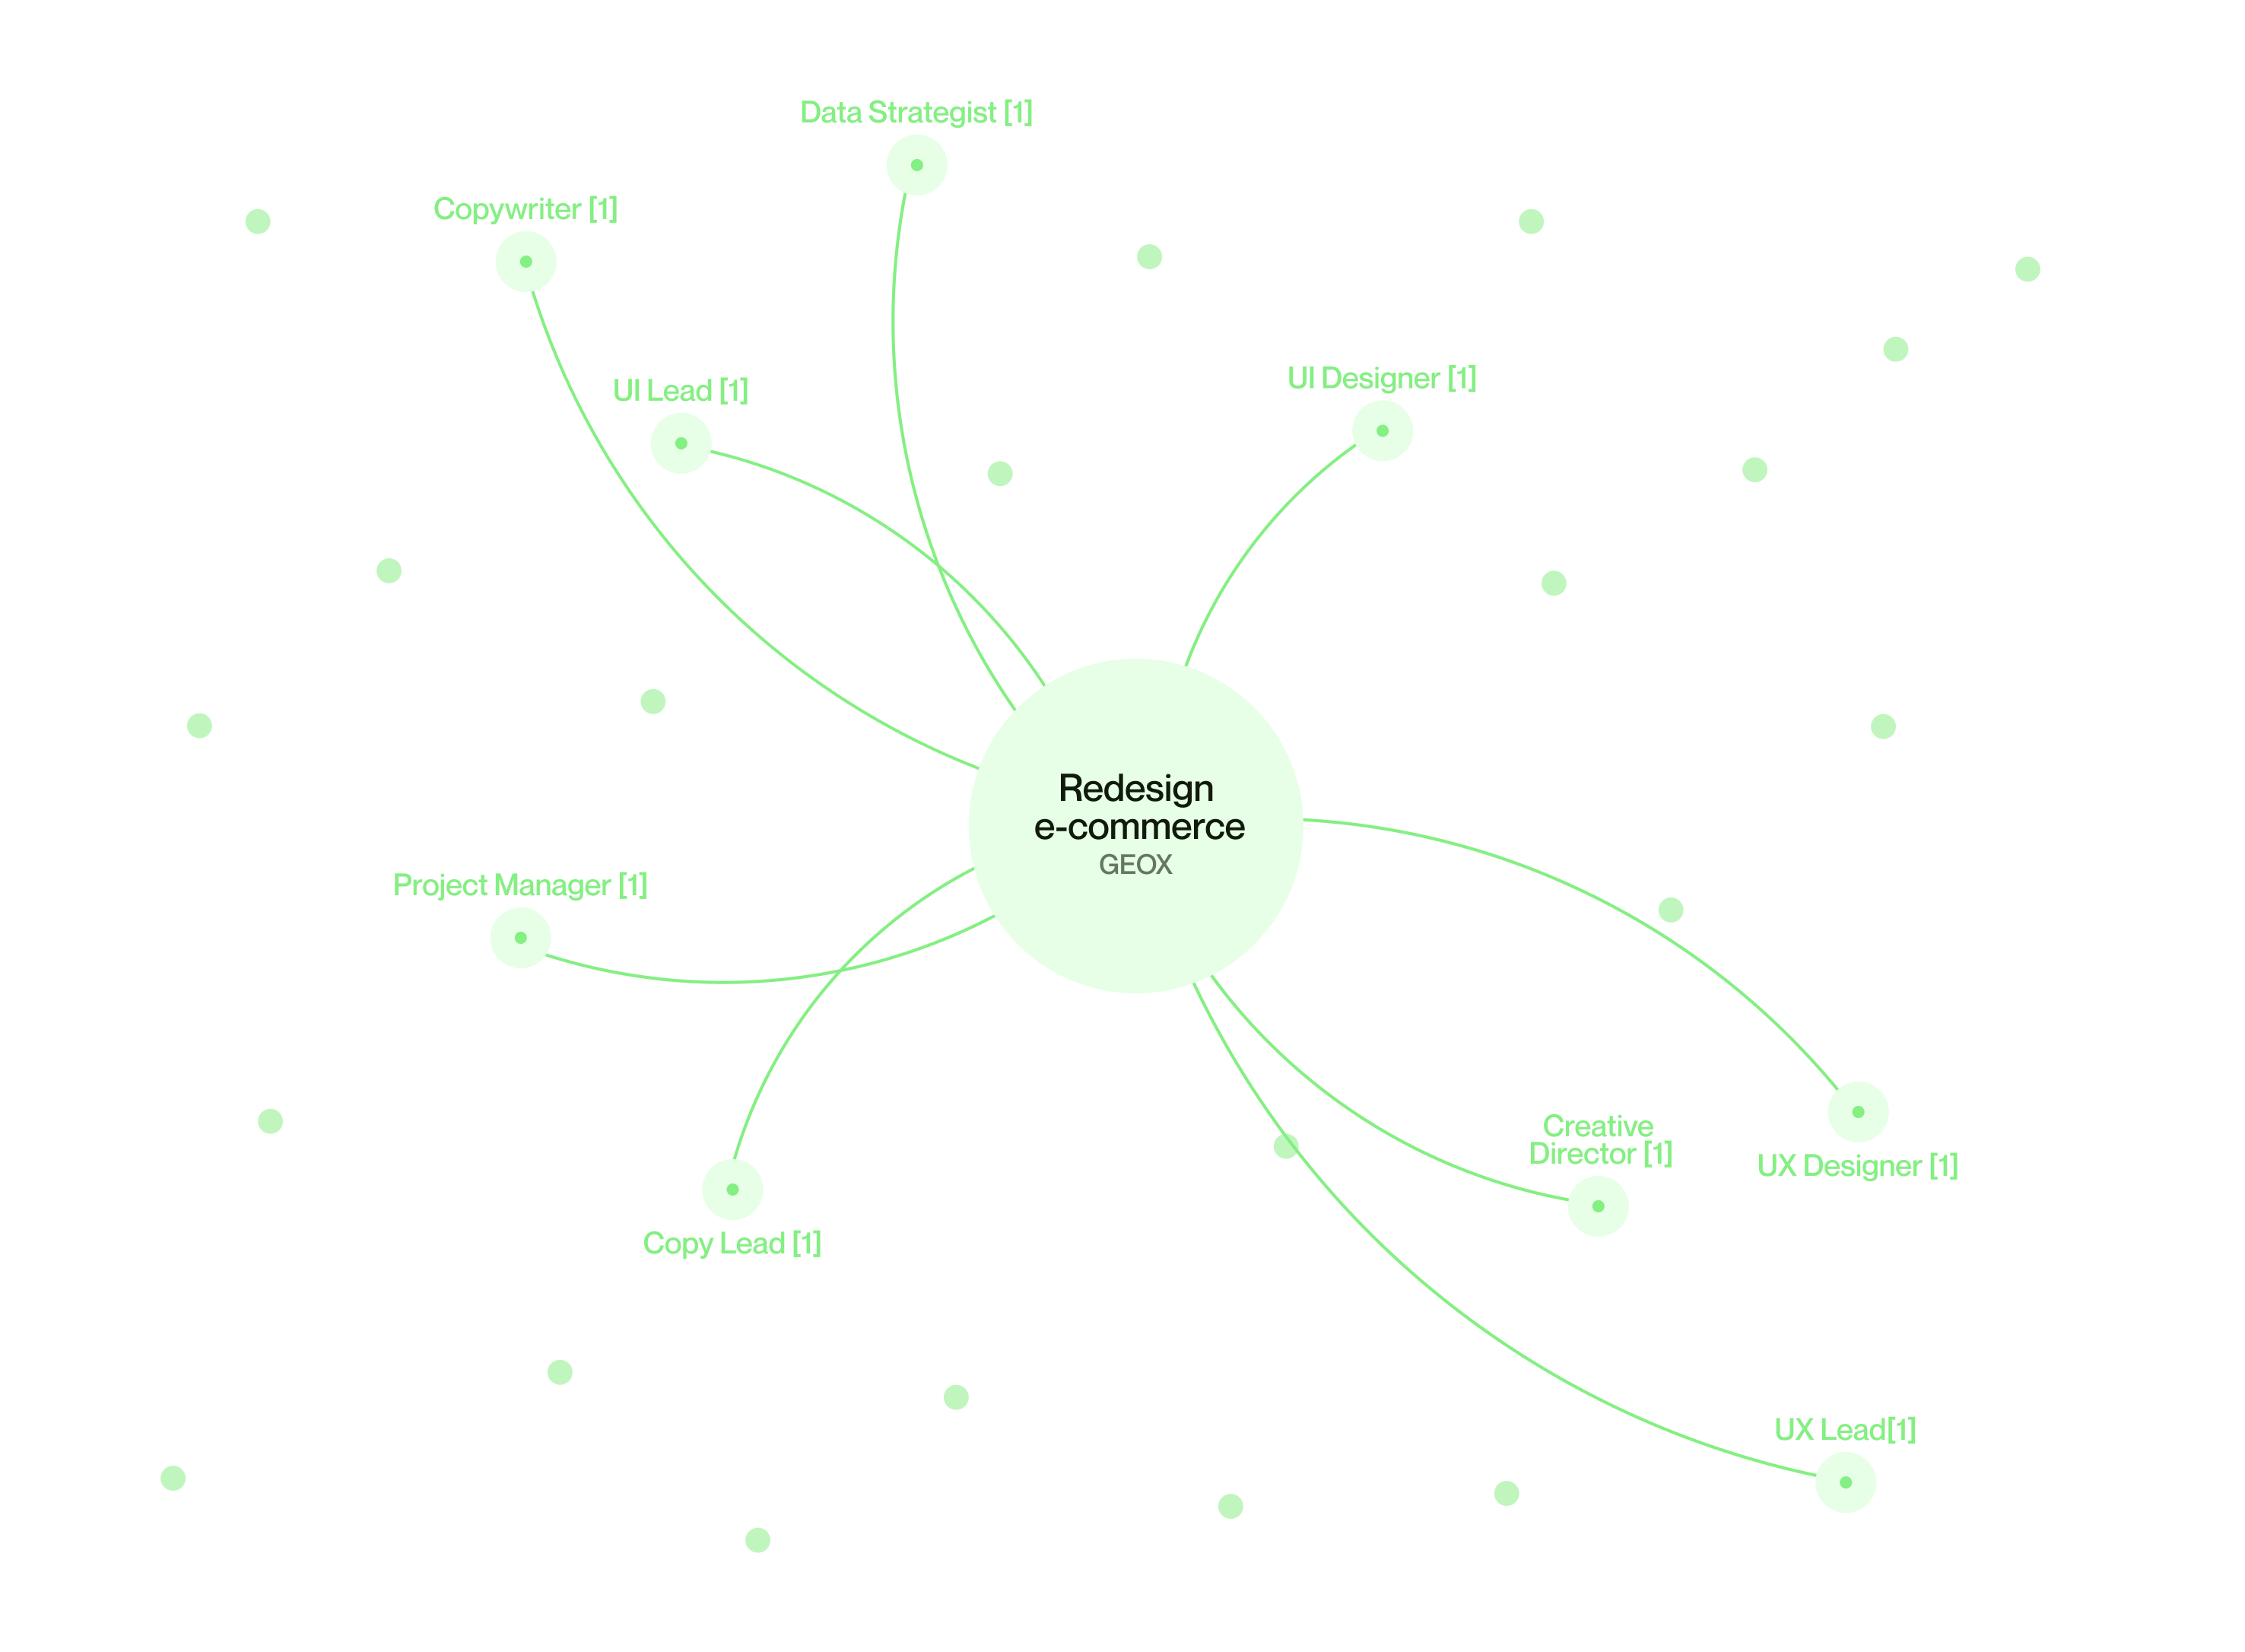 Data Strategist [1]
Copywriter [1]
UI Lead [1]
UI Designer [1]
Redesign
e-commerce
GEOX
Project Manager [1]
Creative
Director [1]
UX Designer [1]
Copy Lead [1]
UX Lead[1]